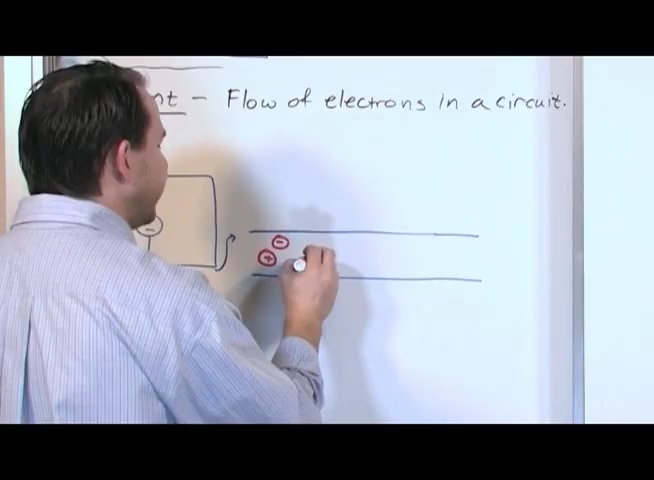 nt – Flow of electrons in a circuit.
−
− +